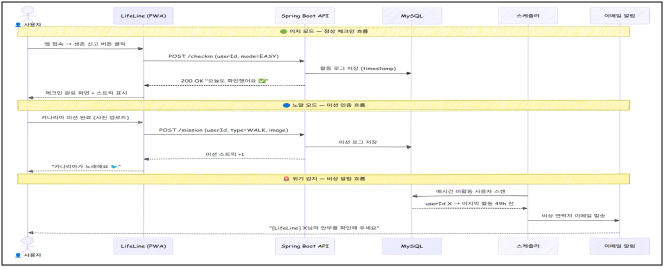 👤 사용자
LifeLine (PWA)
Spring Boot API
MySQL
스케줄러
이메일 알림
🟢 이지 모드 — 정상 체크인 흐름
앱 접속 → 생존 신고 버튼 클릭
POST /checkin (userId, mode=EASY)
활동 로그 저장 (timestamp)
200 OK "오늘도 확인했어요 ✅"
체크인 완료 화면 + 스트릭 표시
🔵 노말 모드 — 미션 인증 흐름
카나리아 미션 완료 (사진 업로드)
POST /mission (userId, type=WALK, image)
미션 로그 저장
미션 스트릭 +1
"카나리아가 노래해요 🐦"
🚨 위기 감지 — 비상 알림 흐름
매시간 미활동 사용자 스캔
userId X → 마지막 활동 49h 전
비상 연락처 이메일 발송
"[LifeLine] X님의 안부를 확인해 주세요"
👤 사용자
LifeLine (PWA)
Spring Boot API
MySQL
스케줄러
이메일 알림